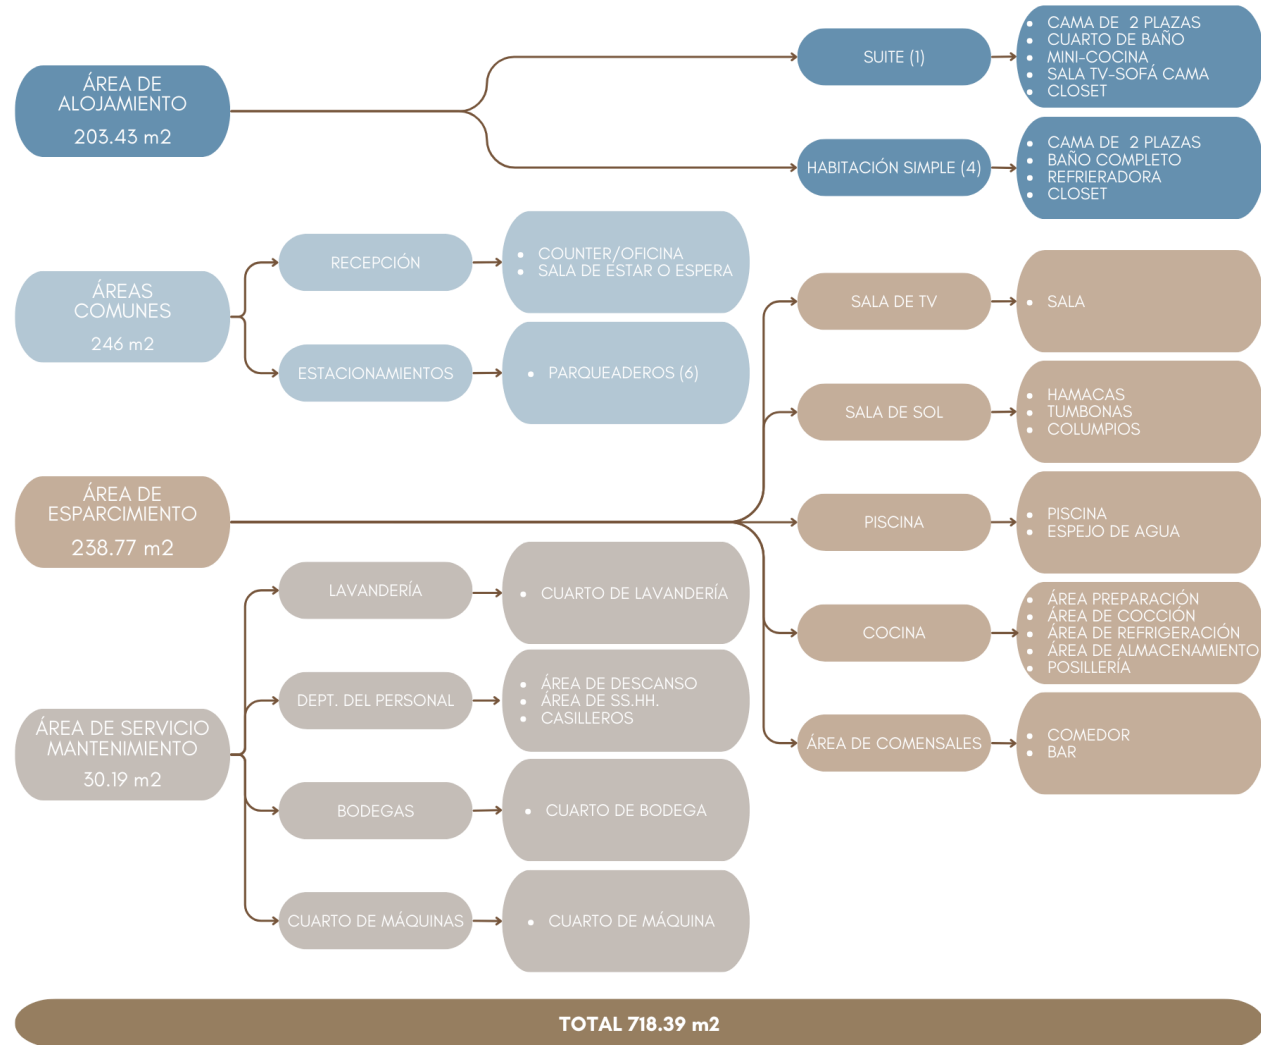 ÁREA DE
ALOJAMIENTO
203.43 m2
SUITE (1)
CAMA DE 2 PLAZAS
CUARTO DE BAÑO
MINI-COCINA
SALA TV-SOFÁ CAMA
CLOSET
HABITACIÓN SIMPLE (4)
CAMA DE 2 PLAZAS
BAÑO COMPLETO
REFRIERADORA
CLOSET
ÁREAS
COMUNES
246 m2
RECEPCIÓN
COUNTER/OFICINA
SALA DE ESTAR O ESPERA
ESTACIONAMIENTOS
PARQUEADEROS (6)
ÁREA DE
ESPARCIMIENTO
238.77 m2
SALA DE TV
SALA
SALA DE SOL
HAMACAS
TUMBONAS
COLUMPIOS
PISCINA
PISCINA
ESPEJO DE AGUA
COCINA
ÁREA PREPARACIÓN
ÁREA DE COCCIÓN
ÁREA DE REFRIGERACIÓN
ÁREA DE ALMACENAMIENTO
POSILLERÍA
ÁREA DE COMENSALES
COMEDOR
BAR
ÁREA DE SERVICIO
MANTENIMIENTO
30.19 m2
LAVANDERÍA
CUARTO DE LAVANDERÍA
DEPT. DEL PERSONAL
ÁREA DE DESCANSO
ÁREA DE SS.HH.
CASILLEROS
BODEGAS
CUARTO DE BODEGA
CUARTO DE MÁQUINAS
CUARTO DE MÁQUINA
TOTAL 718.39 m2